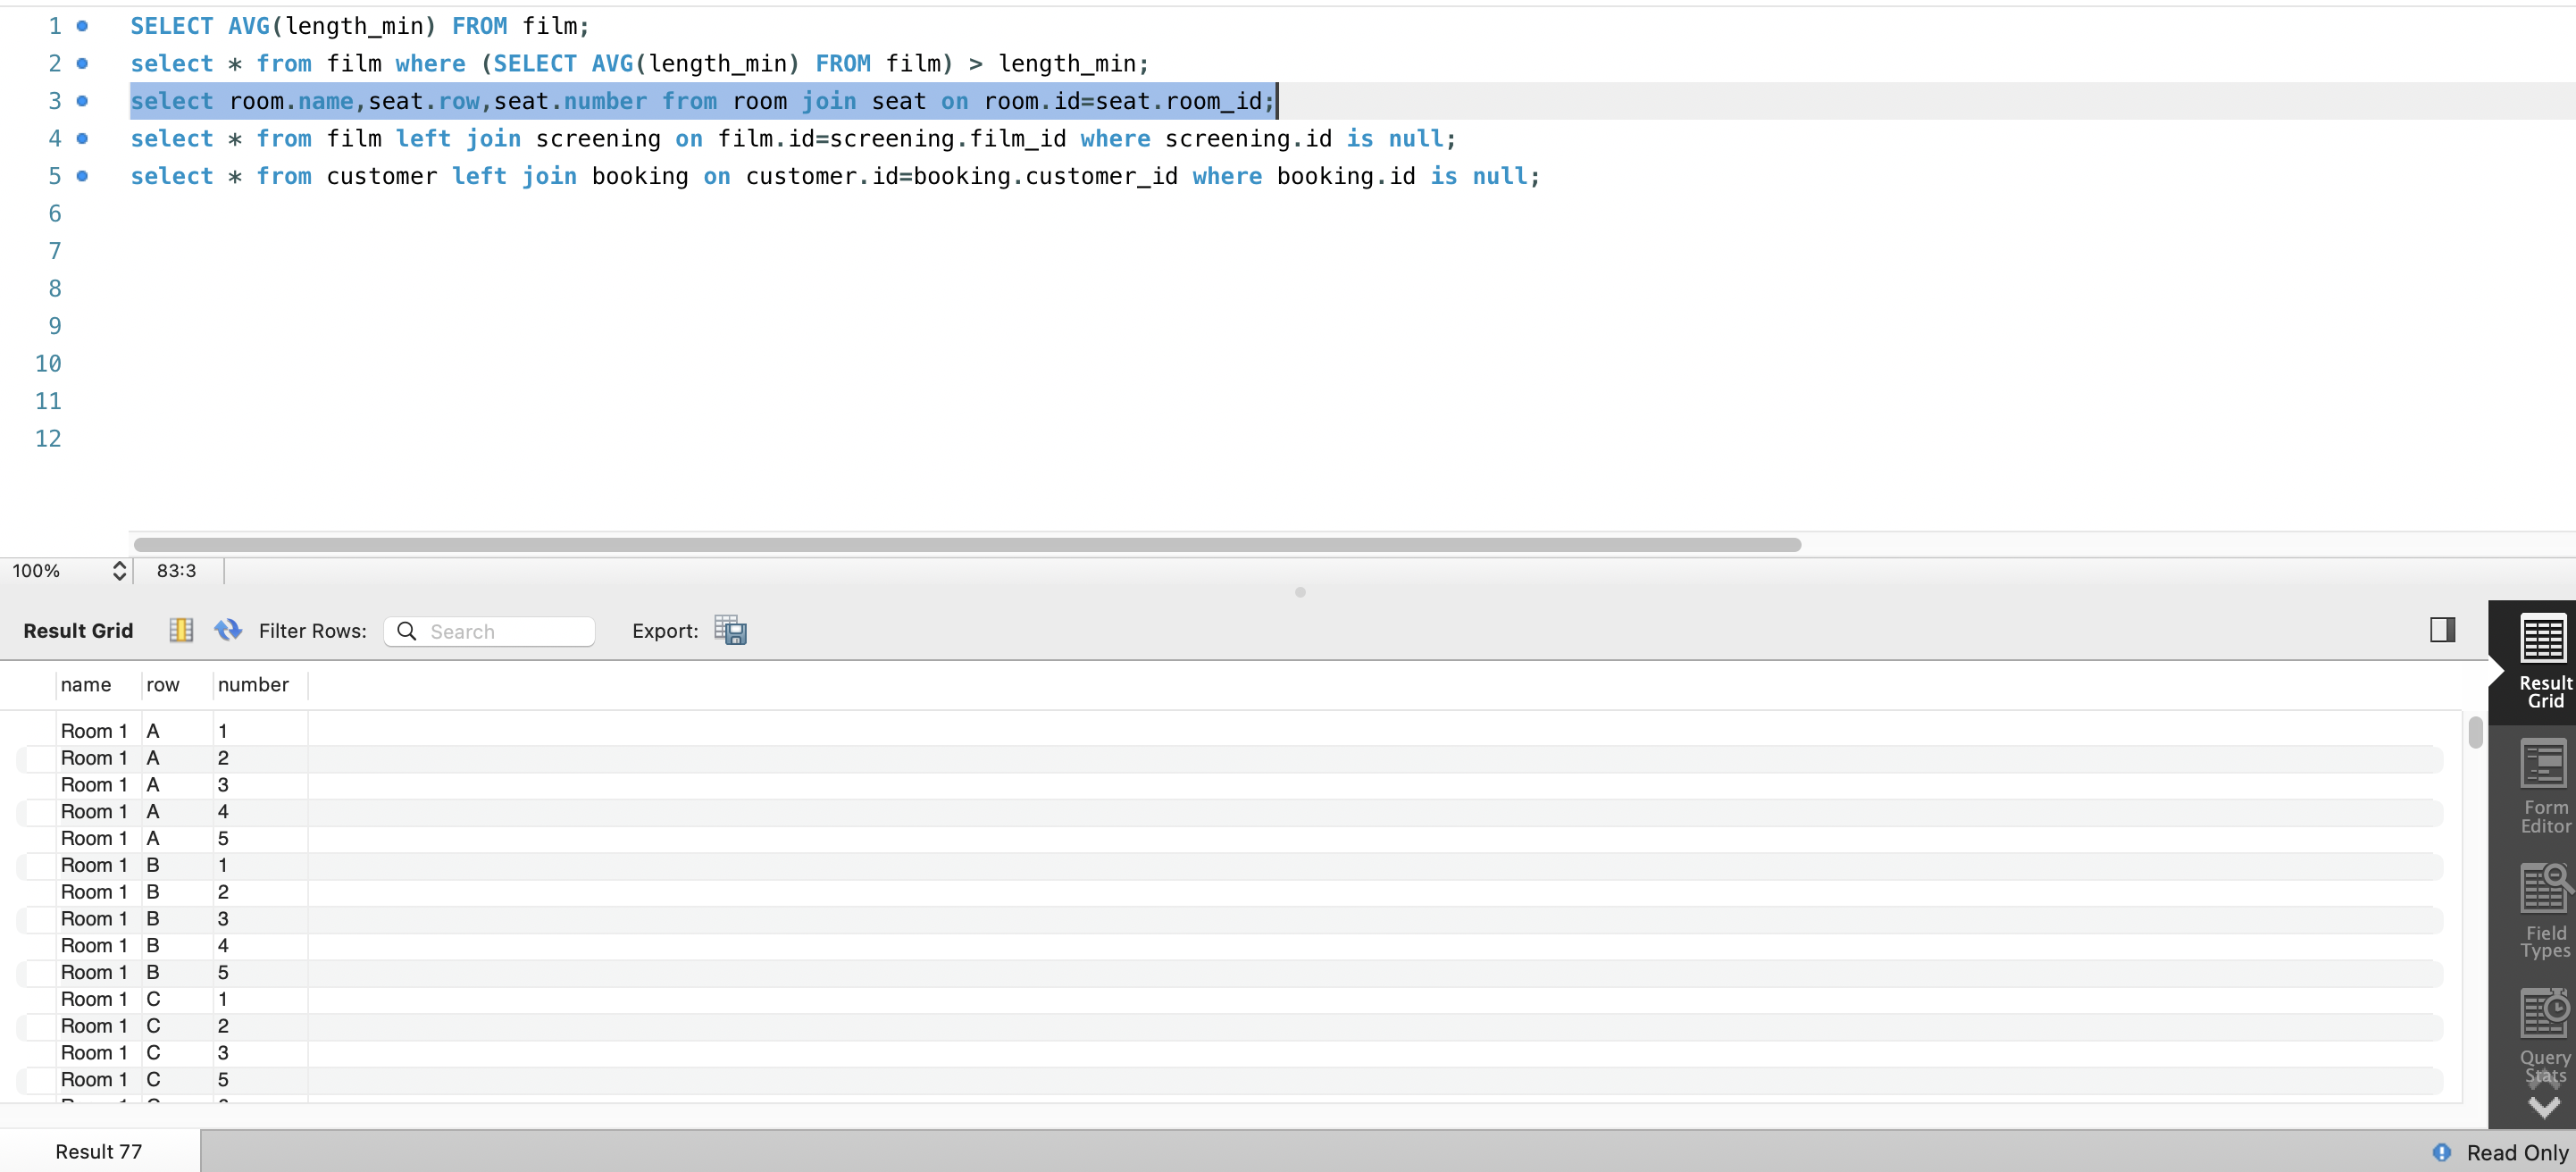 1 SELECT AVG(length_min) FROM film;
2 select * from film where (SELECT AVG(length_min) FROM film) > length_min;
3 select room.name,seat.row,seat.number from room join seat on room.id=seat.room_id;
4 select * from film left join screening on film.id=screening.film_id where screening.id is null;
5 select * from customer left join booking on customer.id=booking.customer_id where booking.id is null;
6
7
8
9
10
11
12
100% 83:3
Result Grid Filter Rows: Search Export:
name row number
Room 1 A 1
Room 1 A 2
Room 1 A 3
Room 1 A 4
Room 1 A 5
Room 1 B 1
Room 1 B 2
Room 1 B 3
Room 1 B 4
Room 1 B 5
Room 1 C 1
Room 1 C 2
Room 1 C 3
Room 1 C 5
Result
Grid
Form
Editor
Field
Types
Query
Stats
Result 77 Read Only